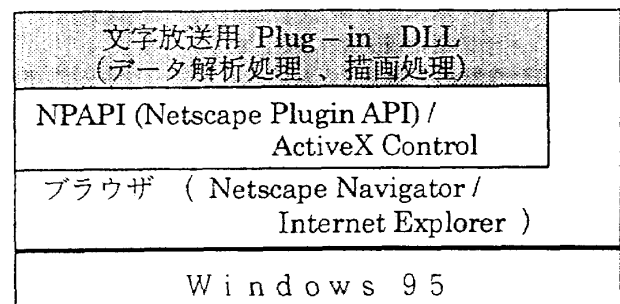 文字放送用 Plug-in DLL
(データ解析処理 、描画処理)
NPAPI (Netscape Plugin API) /
ActiveX Control
ブラウザ ( Netscape Navigator /
Internet Explorer )
Windows 95